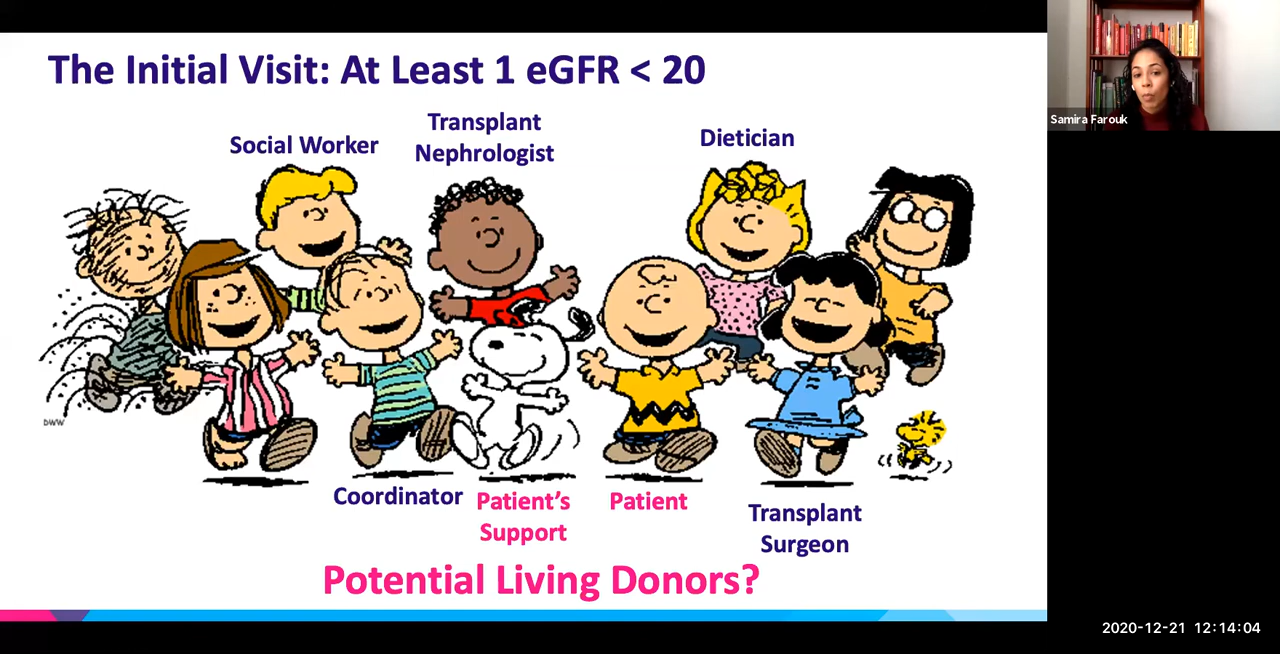 The Initial Visit: At Least 1 eGFR < 20
Samira Farouk
Social Worker
Transplant
Nephrologist
Dietician
DWW
Coordinator
Patient's
Support
Patient
Transplant
Surgeon
Potential Living Donors?
2020-12-21 12:14:04